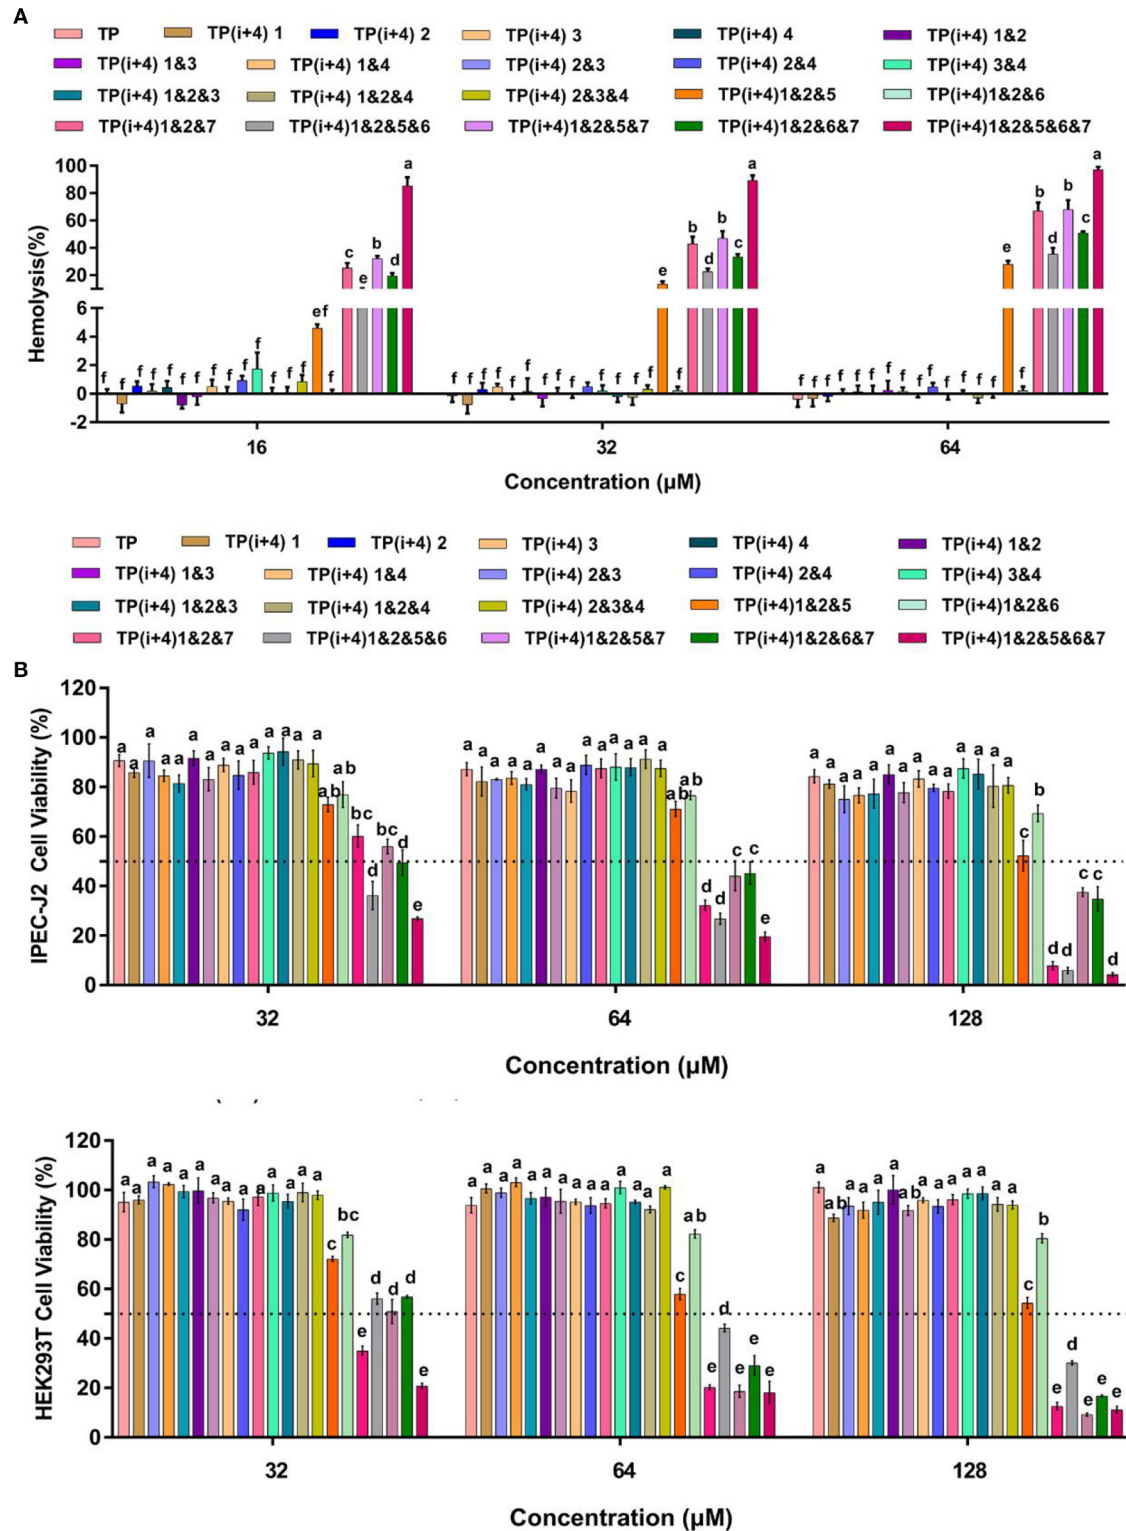 A
TP TP(i+4) 1 TP(i+4) 2 TP(i+4) 3 TP(i+4) 4 TP(i+4) 1&2
TP(i+4) 1&3 TP(i+4) 1&4 TP(i+4) 2&3 TP(i+4) 2&4 TP(i+4) 3&4
TP(i+4) 1&2&3 TP(i+4) 1&2&4 TP(i+4) 2&3&4 TP(i+4)1&2&5 TP(i+4)1&2&6
TP(i+4)1&2&7 TP(i+4)1&2&5&6 TP(i+4)1&2&5&7 TP(i+4)1&2&6&7 TP(i+4)1&2&5&6&7
Hemolysis(%)
100
80
60
40
20
6
4
2
0
-2
f f f f f f f f f f f f f f ef f c e b d a
f f f f f f f f f f f f f f e f b d b c a
f f f f f f f f f f f f f f e f b d b c a
16 32 64
Concentration (µM)
TP TP(i+4) 1 TP(i+4) 2 TP(i+4) 3 TP(i+4) 4 TP(i+4) 1&2
TP(i+4) 1&3 TP(i+4) 1&4 TP(i+4) 2&3 TP(i+4) 2&4 TP(i+4) 3&4
TP(i+4) 1&2&3 TP(i+4) 1&2&4 TP(i+4) 2&3&4 TP(i+4)1&2&5 TP(i+4)1&2&6
TP(i+4)1&2&7 TP(i+4)1&2&5&6 TP(i+4)1&2&5&7 TP(i+4)1&2&6&7 TP(i+4)1&2&5&6&7
B
IPEC-J2 Cell Viability (%)
120
100
80
60
40
20
0
a a a a a a a a a a a a a a ab ab bc d bc d e
a a a a a a a a a a a a a a ab ab d d c c e
a a a a a a a a a a a a a a c b d d c c d
32 64 128
Concentration (µM)
HEK293T Cell Viability (%)
120
100
80
60
40
20
0
a a a a a a a a a a a a a a c bc e d d d e
a a a a a a a a a a a a a a c ab e d e e e
a ab a a a a ab a a a a a a a c b e d e e e
32 64 128
Concentration (µM)